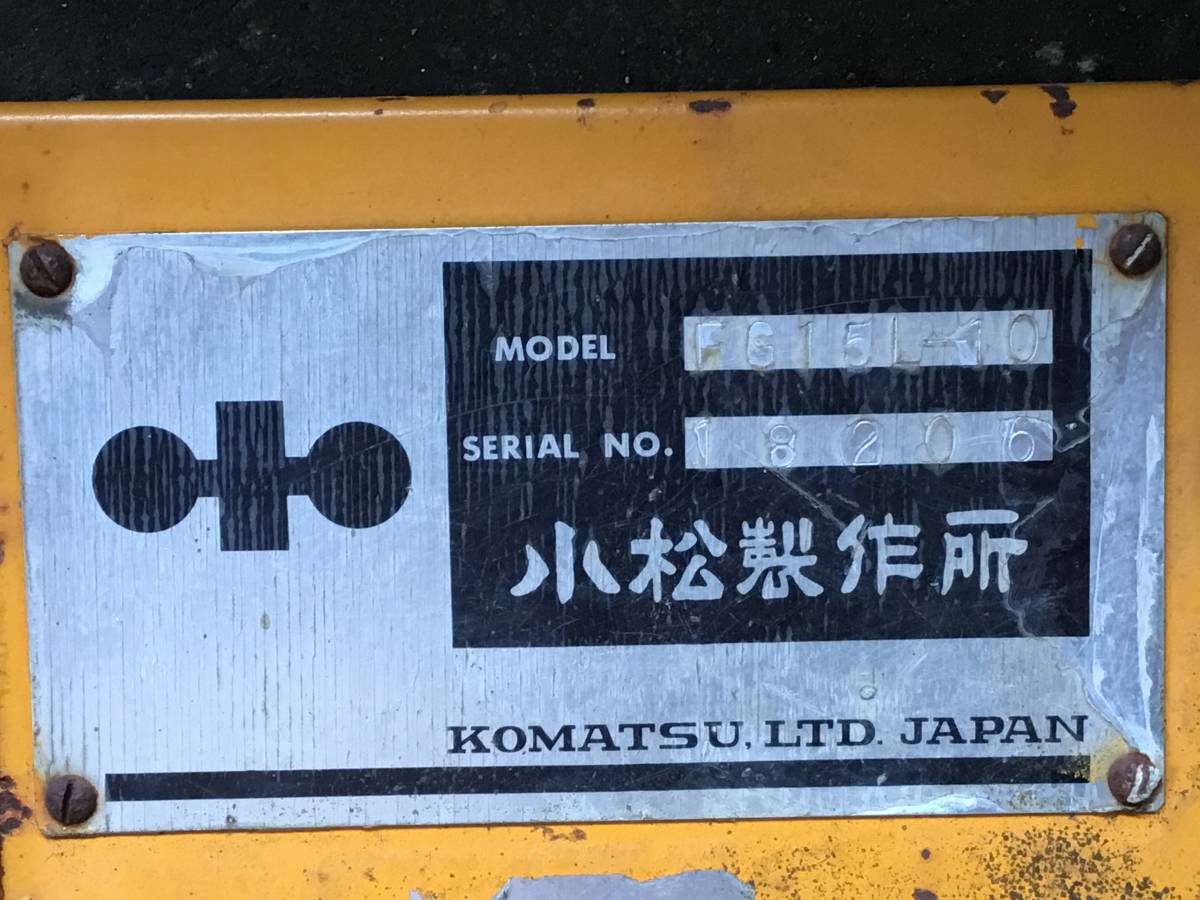 MODEL FG15L-10
SERIAL NO. 18206
小松製作所
KOMATSU, LTD. JAPAN